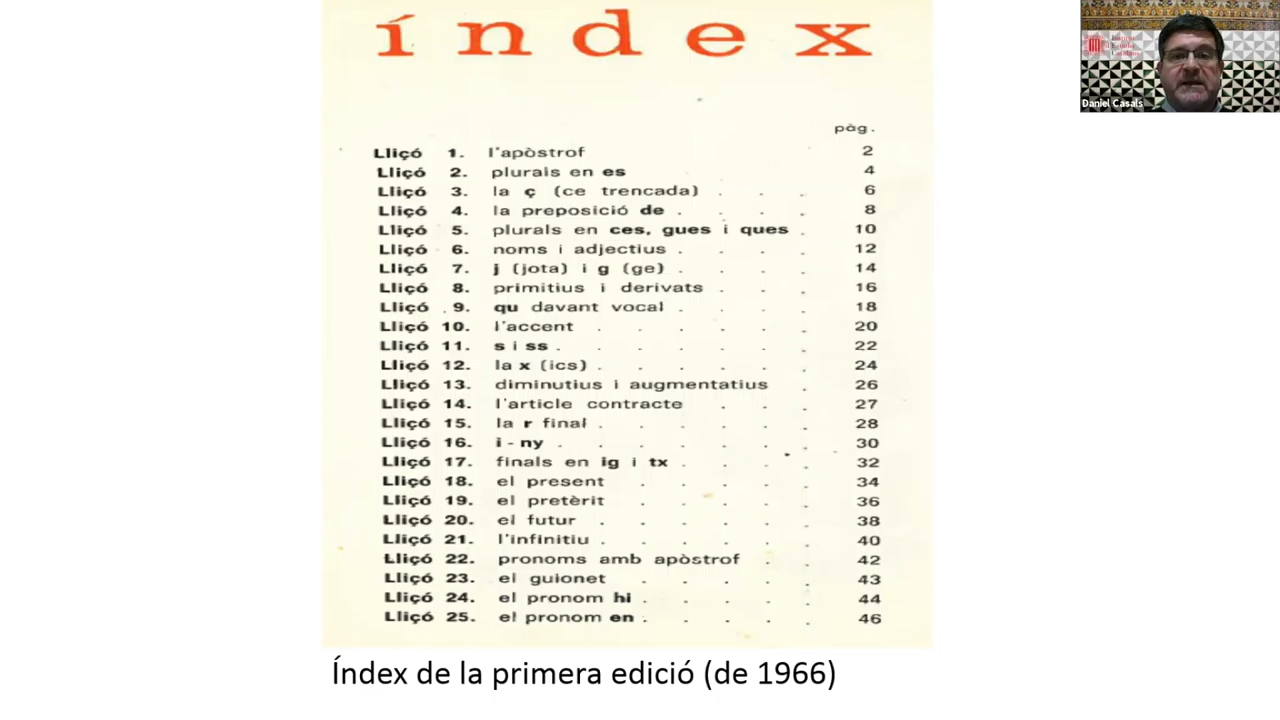 índex
pàg.
Lliçó 1. l'apòstrof 2
Lliçó 2. plurals en es 4
Lliçó 3. la ç (ce trencada) . . . 6
Lliçó 4. la preposició de . . . . 8
Lliçó 5. plurals en ces, gues i ques . 10
Lliçó 6. noms i adjectius . . . . 12
Lliçó 7. j (jota) i g (ge) . . . . 14
Lliçó 8. primitius i derivats . . . 16
Lliçó 9. qu davant vocal . . . . 18
Lliçó 10. l'accent . . . . . . 20
Lliçó 11. s i ss . . . . . . . 22
Lliçó 12. la x (ics) . . . . . . 24
Lliçó 13. diminutius i augmentatius . 26
Lliçó 14. l'article contracte . . . 27
Lliçó 15. la r final . . . . . . 28
Lliçó 16. i - ny . . . . . . . 30
Lliçó 17. finals en ig i tx . . . . 32
Lliçó 18. el present . . . . . 34
Lliçó 19. el pretèrit . . . . . 36
Lliçó 20. el futur . . . . . . 38
Lliçó 21. l'infinitiu . . . . . . 40
Lliçó 22. pronoms amb apòstrof . . 42
Lliçó 23. el guionet . . . . . 43
Lliçó 24. el pronom hi . . . . . 44
Lliçó 25. el pronom en . . . . . 46
Índex de la primera edició (de 1966)
Institut
d'Estudis
Catalans
Daniel Casals